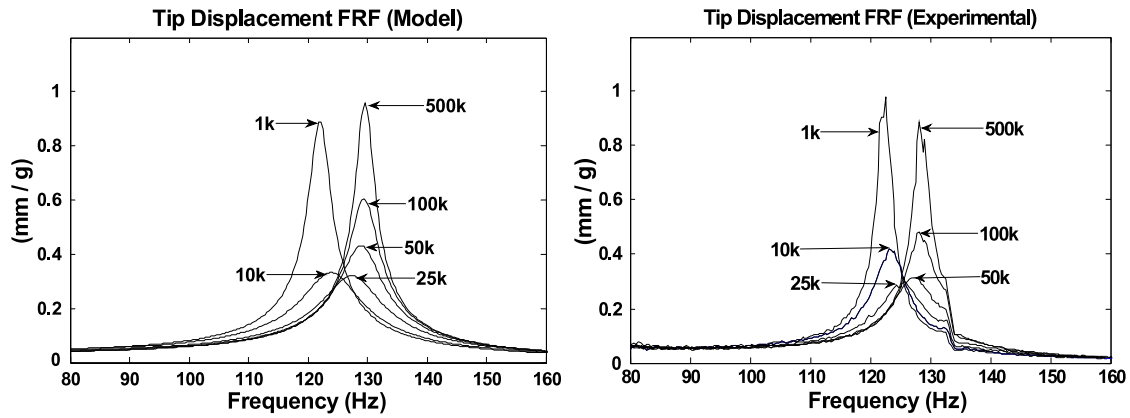 Tip Displacement FRF (Model)
(mm / g)
1
0.8
0.6
0.4
0.2
0
80 90 100 110 120 130 140 150 160
Frequency (Hz)
1k
500k
100k
50k
10k
25k
Tip Displacement FRF (Experimental)
(mm / g)
1
0.8
0.6
0.4
0.2
0
80 90 100 110 120 130 140 150 160
Frequency (Hz)
1k
500k
10k
100k
25k
50k